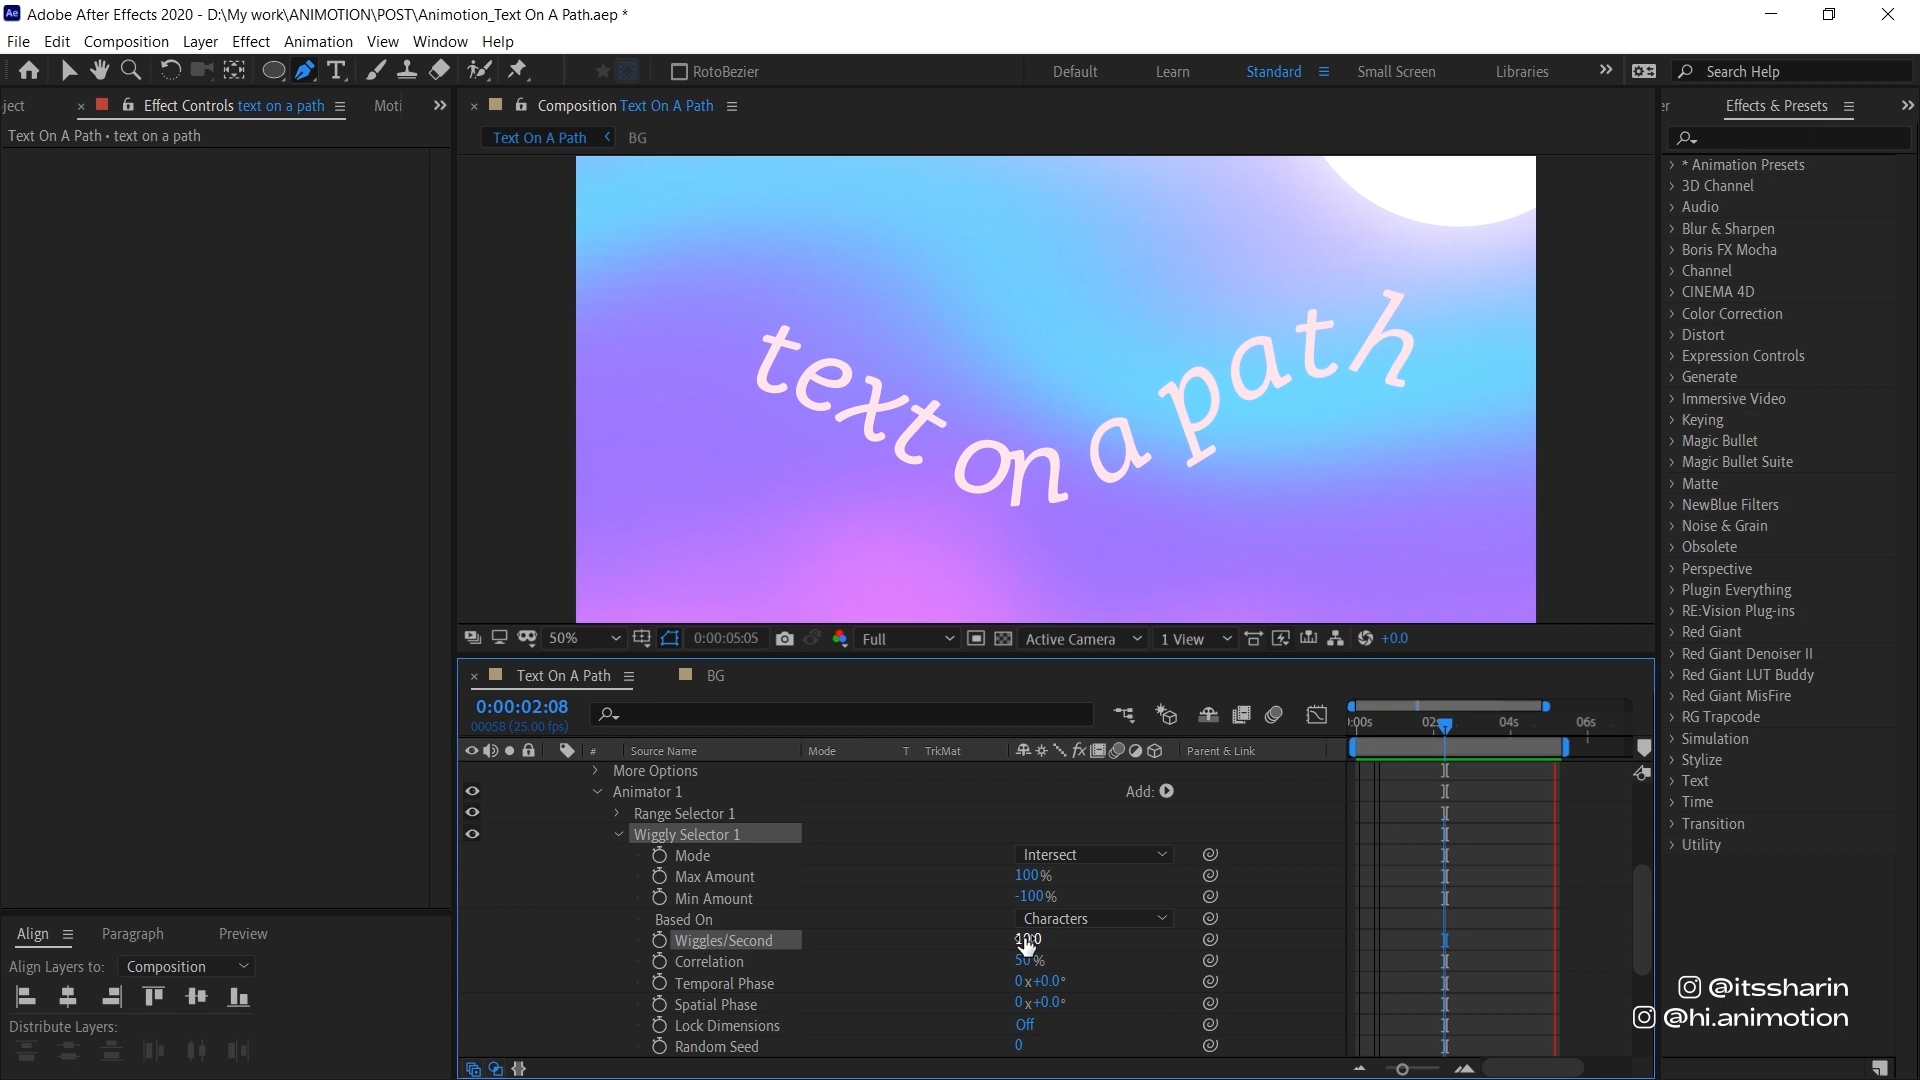 Ae Adobe After Effects 2020 - D:\My work\ANIMOTION\POST\Animotion_Text On A Path.aep *
File Edit Composition Layer Effect Animation View Window Help
RotoBezier Default Learn Standard Small Screen Libraries Search Help
ject Effect Controls text on a path Moti
Composition Text On A Path
er Effects & Presets
Text On A Path • text on a path
Text On A Path BG
* Animation Presets
3D Channel
Audio
Blur & Sharpen
Boris FX Mocha
Channel
CINEMA 4D
Color Correction
Distort
Expression Controls
Generate
Immersive Video
Keying
Magic Bullet
Magic Bullet Suite
Matte
NewBlue Filters
Noise & Grain
Obsolete
Perspective
Plugin Everything
RE:Vision Plug-ins
Red Giant
Red Giant Denoiser II
Red Giant LUT Buddy
Red Giant MisFire
RG Trapcode
Simulation
Stylize
Text
Time
Transition
Utility
text on a path
50% 0:00:05:05 Full Active Camera 1 View +0.0
Text On A Path BG
0:00:02:08
00058 (25.00 fps)
:00s 02s 04s 06s
# Source Name Mode T TrkMat fx Parent & Link
More Options
Animator 1 Add:
Range Selector 1
Wiggly Selector 1
Mode Intersect
Max Amount 100%
Min Amount -100%
Based On Characters
Wiggles/Second
Correlation 50%
Temporal Phase 0x+0.0°
Spatial Phase 0x+0.0°
Lock Dimensions Off
Random Seed 0
Align Paragraph Preview
Align Layers to: Composition
Distribute Layers:
@itssharin
@hi.animotion